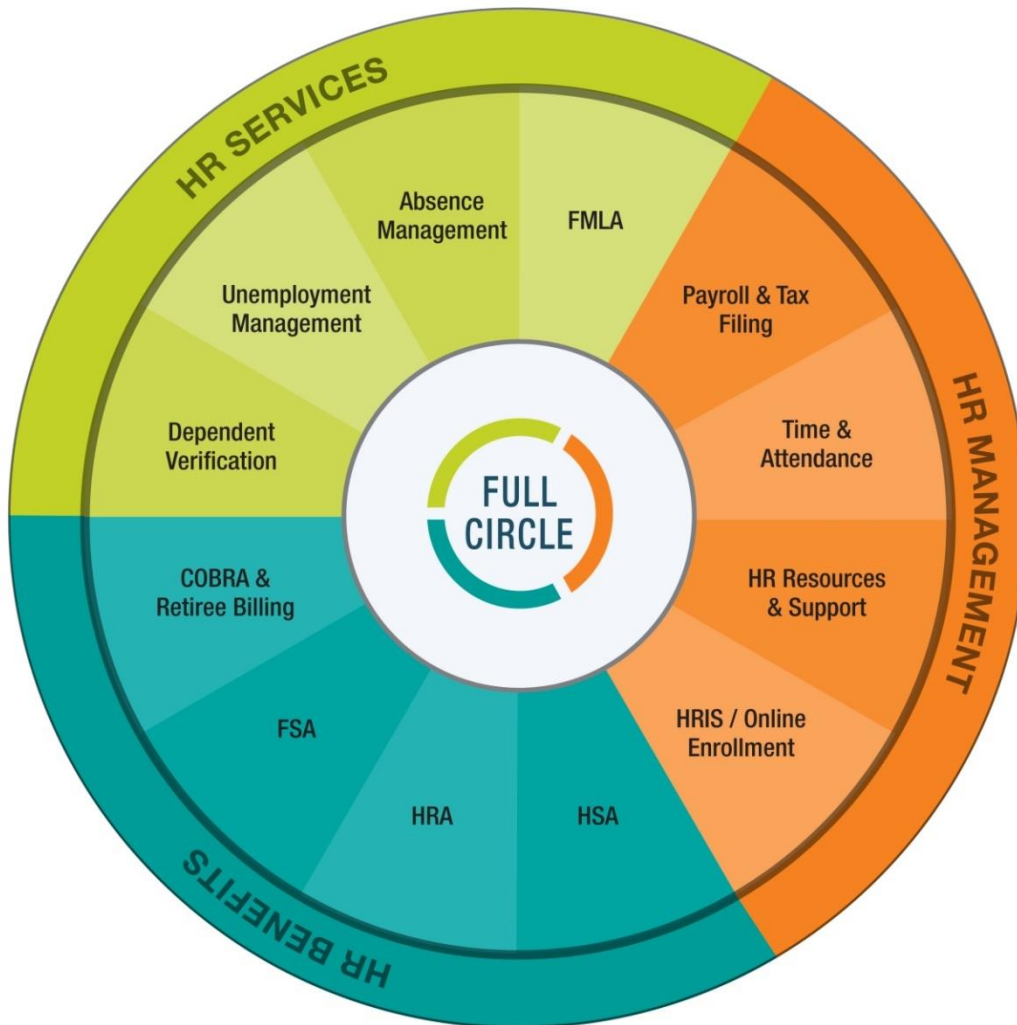 HR SERVICES
Absence
Management
FMLA
Unemployment
Management
Dependent
Verification
HR MANAGEMENT
Payroll & Tax
Filing
Time &
Attendance
HR Resources
& Support
HRIS / Online
Enrollment
FULL
CIRCLE
HR BENEFITS
COBRA &
Retiree Billing
FSA
HRA
HSA